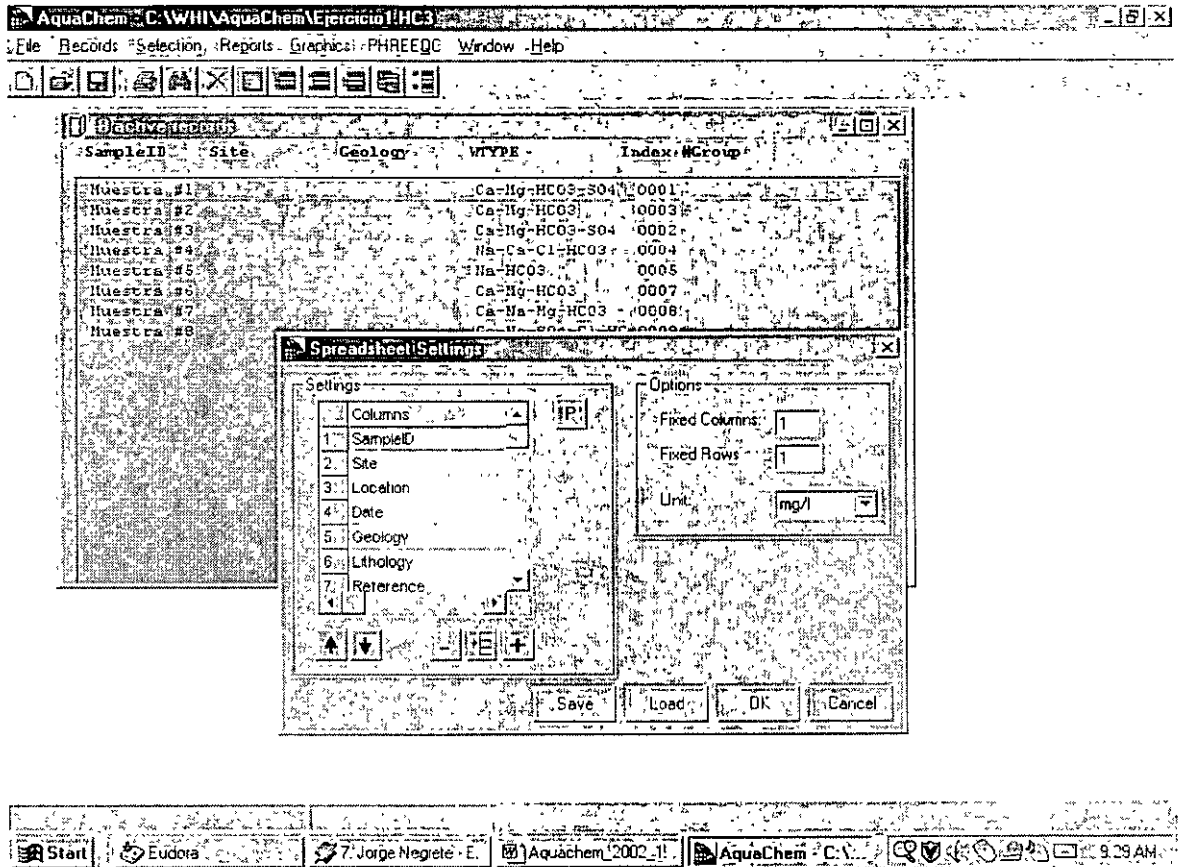 AquaChem - C:\WHI\AquaChem\Ejercicio1.HC3
File Records Selection Reports Graphics PHREEQC Window Help
8 active records
SampleID Site Geology WTYPE Index #Group
Muestra #1 Ca-Mg-HCO3-SO4 0001
Muestra #2 Ca-Mg-HCO3 0003
Muestra #3 Ca-Mg-HCO3-SO4 0002
Muestra #4 Na-Ca-Cl-HCO3 0004
Muestra #5 Na-HCO3 0005
Muestra #6 Ca-Mg-HCO3 0007
Muestra #7 Ca-Na-Mg-HCO3 0008
Muestra #8
Spreadsheet Settings
Settings
Columns
1 SampleID
2 Site
3 Location
4 Date
5 Geology
6 Lithology
7 Reference
IP
Options
Fixed Columns: 1
Fixed Rows 1
Unit: mg/l
Save Load OK Cancel
Start Eudora 7. Jorge Negrete - E. Aquachem_2002_1! AquaChem - C:\... 9:29 AM